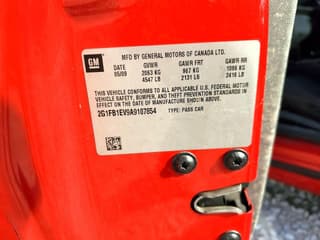 GM
MFD BY GENERAL MOTORS OF CANADA LTD.
DATE GVWR GAWR FRT GAWR RR
05/09 2063 KG 967 KG 1096 KG
4547 LB 2131 LB 2416 LB
THIS VEHICLE CONFORMS TO ALL APPLICABLE U.S. FEDERAL MOTOR
VEHICLE SAFETY, BUMPER, AND THEFT PREVENTION STANDARDS IN
EFFECT ON THE DATE OF MANUFACTURE SHOWN ABOVE.
2G1FB1EV9A9107854 TYPE: PASS CAR